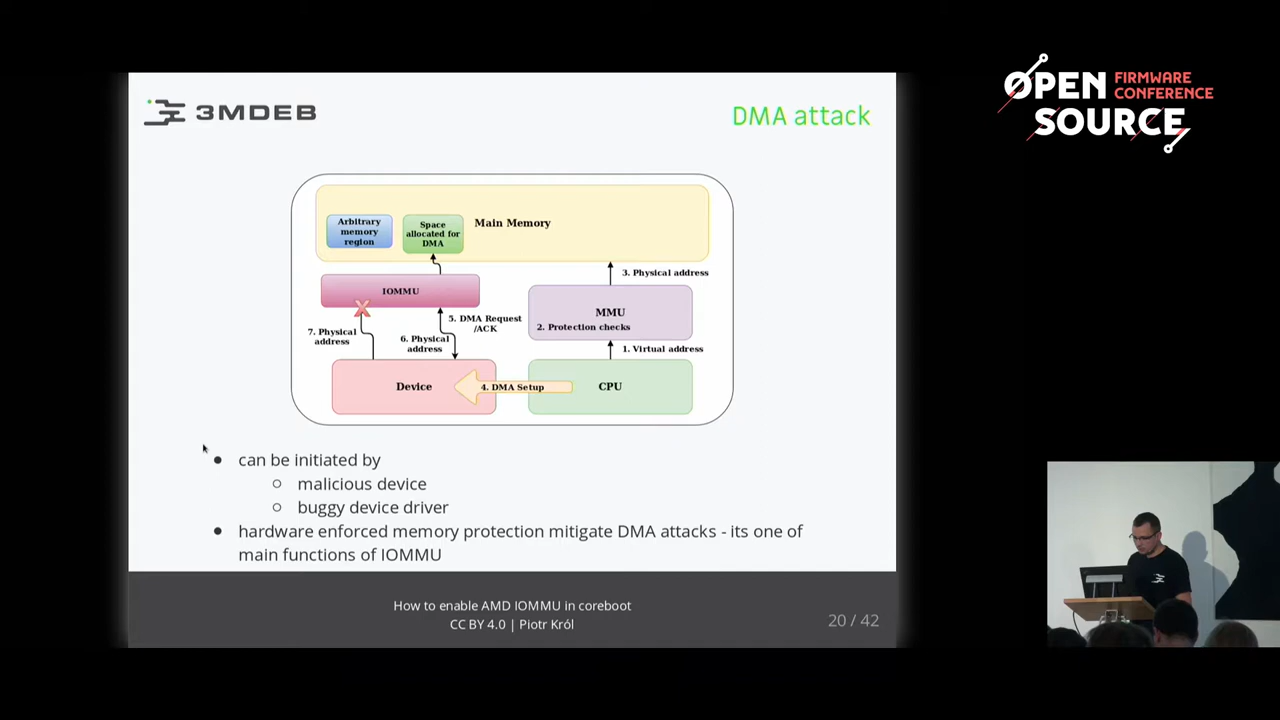 3MDEB
DMA attack
OPEN FIRMWARE
CONFERENCE
SOURCE
Arbitrary
memory
region
Space
allocated for
DMA
Main Memory
3. Physical address
IOMMU
MMU
2. Protection checks
5. DMA Request
/ACK
7. Physical
address
6. Physical
address
1. Virtual address
Device
4. DMA Setup
CPU
● can be initiated by
○ malicious device
○ buggy device driver
● hardware enforced memory protection mitigate DMA attacks - its one of
main functions of IOMMU
How to enable AMD IOMMU in coreboot
CC BY 4.0 | Piotr Król
20 / 42